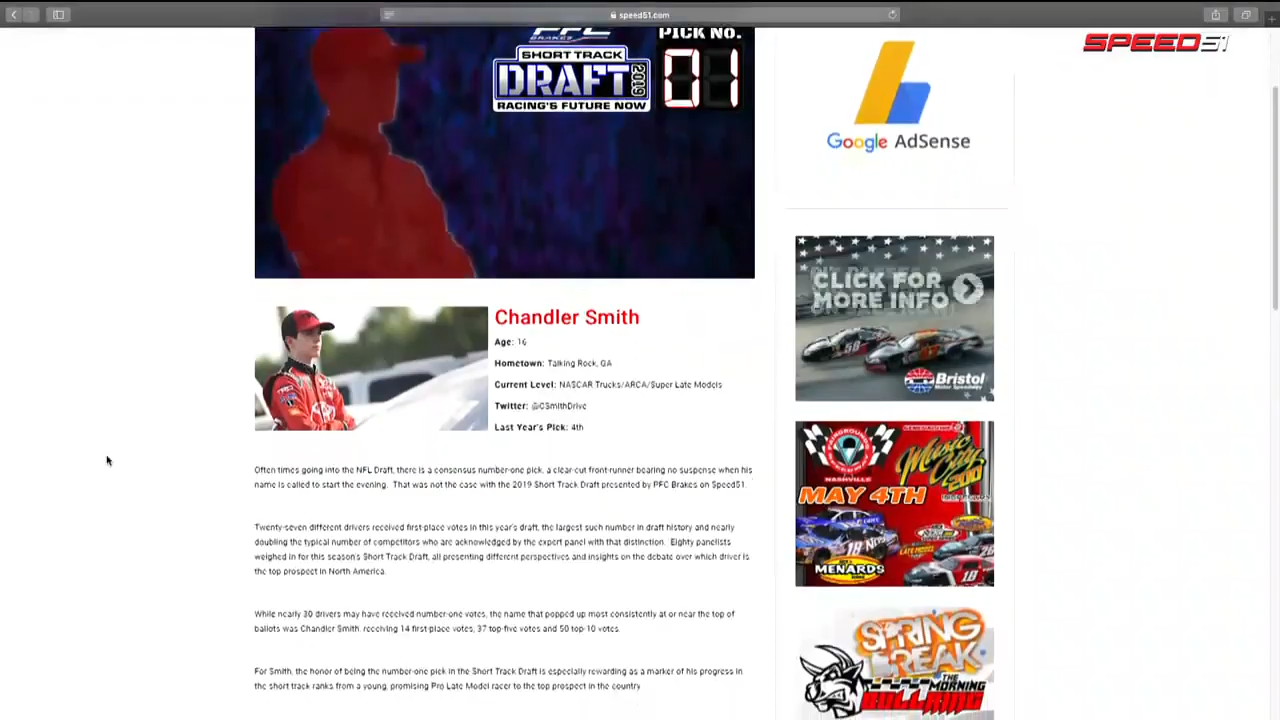 speed51.com
SPEED51
PFC
BRAKES
PICK NO.
SHORT TRACK
DRAFT 2019
RACING'S FUTURE NOW
01
Google AdSense
CLICK FOR
MORE INFO
Bristol
Chandler Smith
Age: 16
Hometown: Talking Rock, GA
Current Level: NASCAR Trucks/ARCA/Super Late Models
Twitter: @CSmithDrive
Last Year's Pick: 4th
Often times going into the NFL Draft, there is a consensus number-one pick, a clear-cut front-runner bearing no suspense when his
name is called to start the evening. That was not the case with the 2019 Short Track Draft presented by PFC Brakes on Speed51.
Twenty-seven different drivers received first-place votes in this year's draft, the largest such number in draft history and nearly
doubling the typical number of competitors who are acknowledged by the expert panel with that distinction. Eighty panelists
weighed in for this season's Short Track Draft, all presenting different perspectives and insights on the debate over which driver is
the top prospect in North America.
While nearly 30 drivers may have received number-one votes, the name that popped up most consistently at or near the top of
ballots was Chandler Smith, receiving 14 first-place votes, 37 top-five votes and 50 top-10 votes.
For Smith, the honor of being the number-one pick in the Short Track Draft is especially rewarding as a marker of his progress in
the short track ranks from a young, promising Pro Late Model racer to the top prospect in the country.
NASHVILLE
Music City
200
MAY 4TH
MENARDS
18
SPRING
BREAK
THE
MORNING
BULLRING